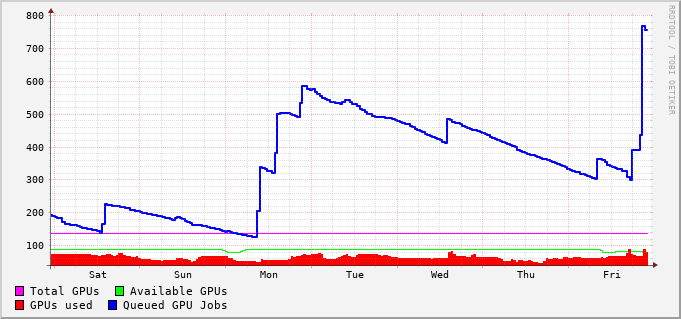 800
700
600
500
400
300
200
100
Sat Sun Mon Tue Wed Thu Fri
Total GPUs Available GPUs
GPUs used Queued GPU Jobs
RRDTOOL / TOBI OETIKER